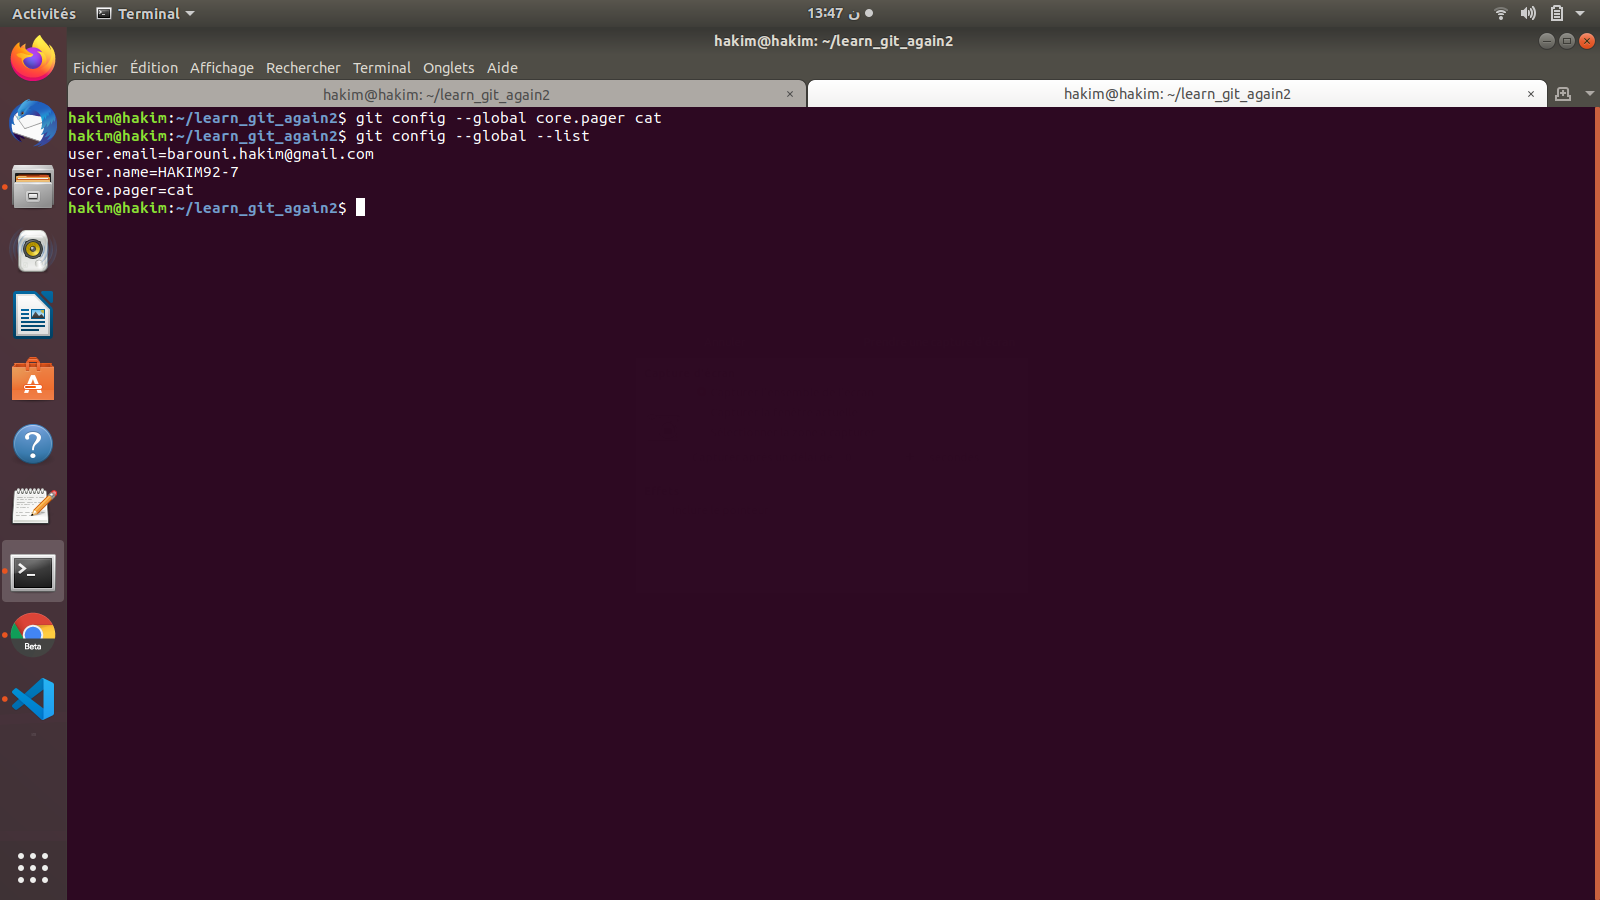 Activités Terminal 13:47 ن
hakim@hakim: ~/learn_git_again2
Fichier Édition Affichage Rechercher Terminal Onglets Aide
hakim@hakim: ~/learn_git_again2 × hakim@hakim: ~/learn_git_again2 ×
hakim@hakim:~/learn_git_again2$ git config --global core.pager cat
hakim@hakim:~/learn_git_again2$ git config --global --list
user.email=barouni.hakim@gmail.com
user.name=HAKIM92-7
core.pager=cat
hakim@hakim:~/learn_git_again2$
Beta